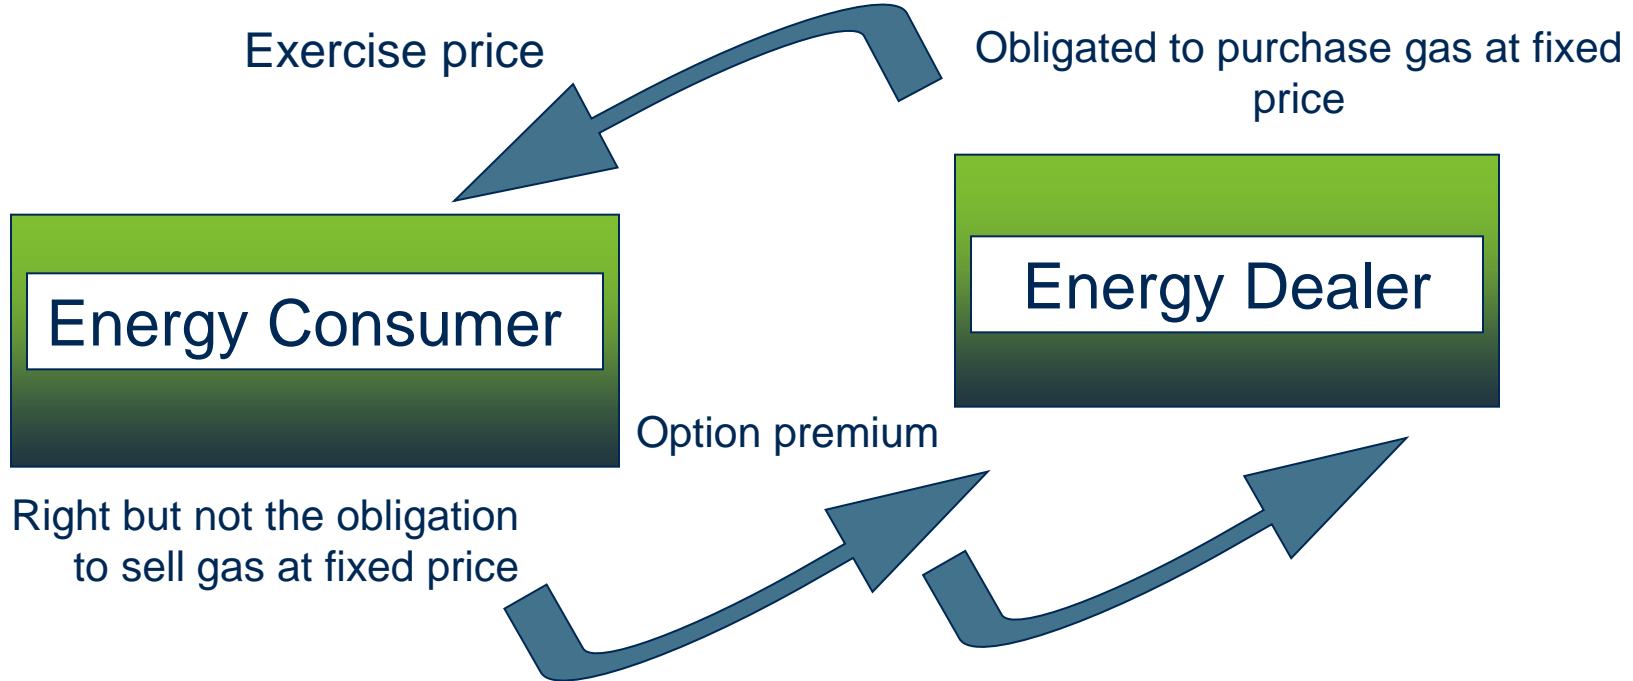 Exercise price
Obligated to purchase gas at fixed
price
Energy Consumer
Energy Dealer
Option premium
Right but not the obligation
to sell gas at fixed price